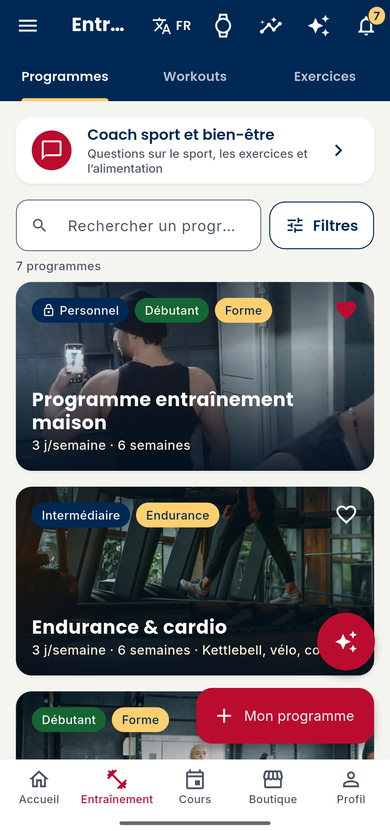 Entr...
FR
7
Programmes
Workouts
Exercices
Coach sport et bien-être
Questions sur le sport, les exercices et
l'alimentation
Rechercher un progr...
Filtres
7 programmes
Personnel
Débutant
Forme
Programme entraînement
maison
3 j/semaine · 6 semaines
Intermédiaire
Endurance
Endurance & cardio
3 j/semaine · 6 semaines · Kettlebell, vélo, co
Débutant
Forme
Mon programme
Accueil
Entraînement
Cours
Boutique
Profil